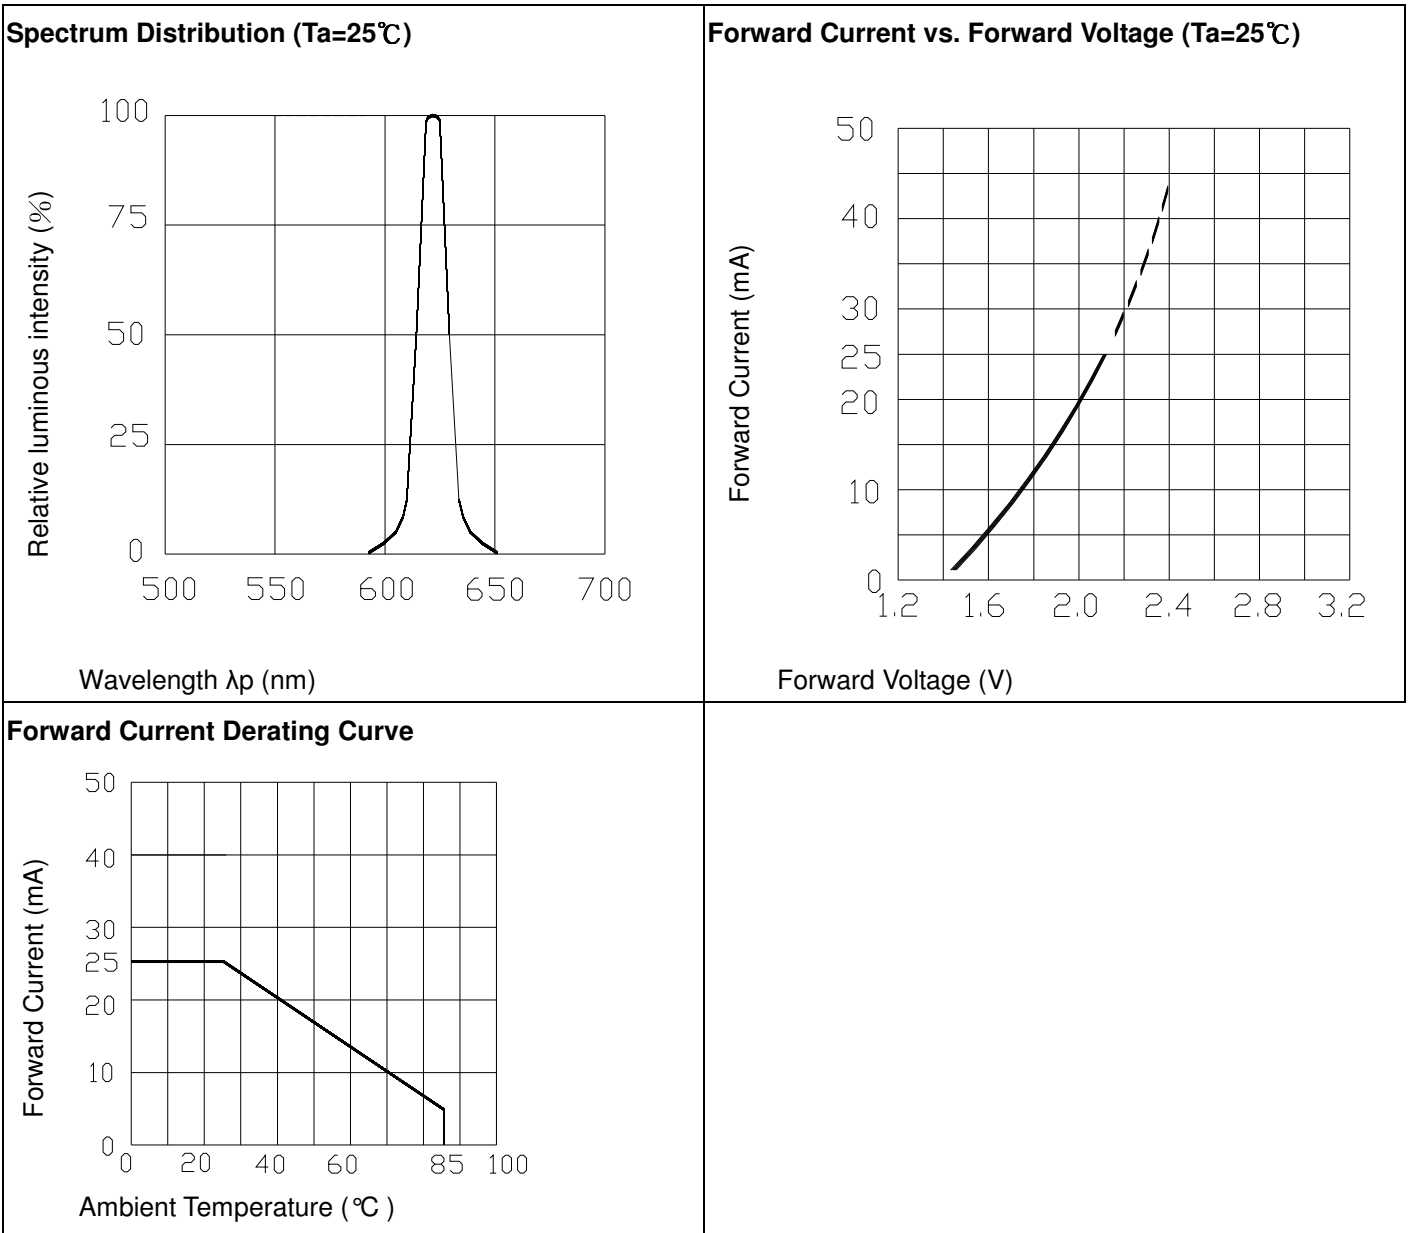 Spectrum Distribution (Ta=25℃)
100
75
50
25
0
500 550 600 650 700
Relative luminous intensity (%)
Wavelength λp (nm)
Forward Current vs. Forward Voltage (Ta=25℃)
50
40
30
25
20
10
0
1.2 1.6 2.0 2.4 2.8 3.2
Forward Current (mA)
Forward Voltage (V)
Forward Current Derating Curve
50
40
30
25
20
10
0
0 20 40 60 85 100
Forward Current (mA)
Ambient Temperature (℃ )